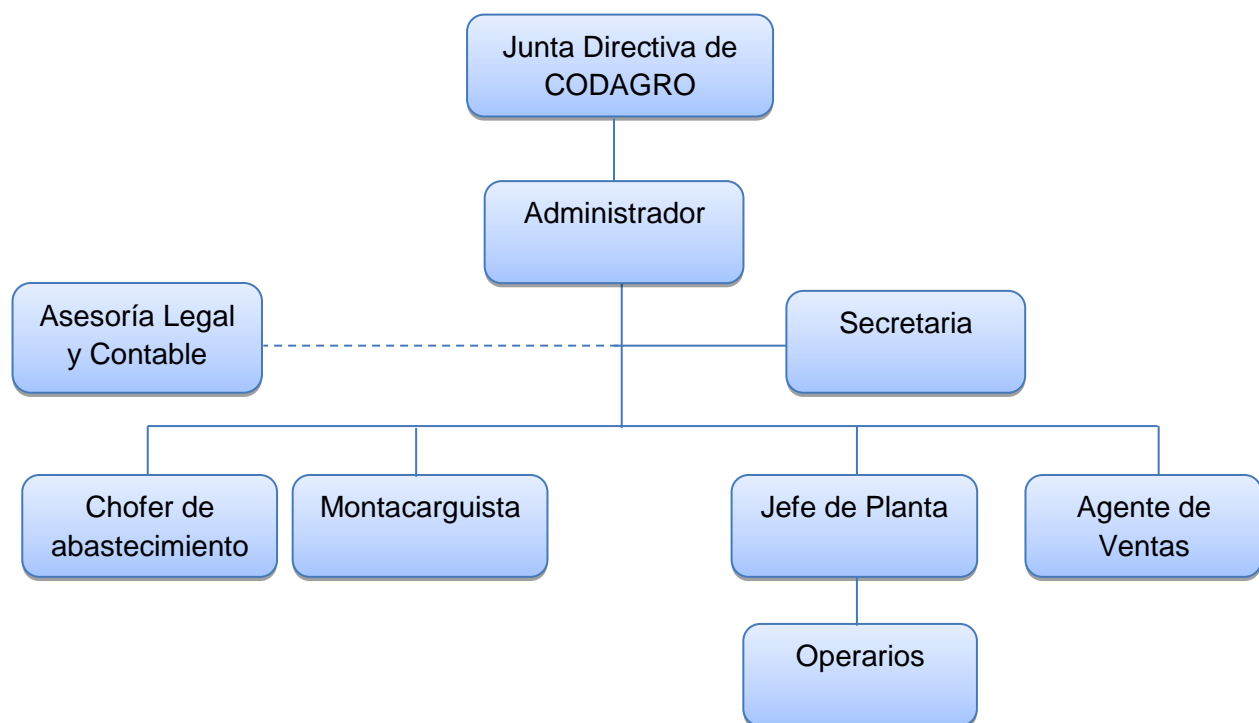 Junta Directiva de
CODAGRO
Administrador
Asesoría Legal
y Contable
Secretaria
Chofer de
abastecimiento
Montacarguista
Jefe de Planta
Agente de
Ventas
Operarios